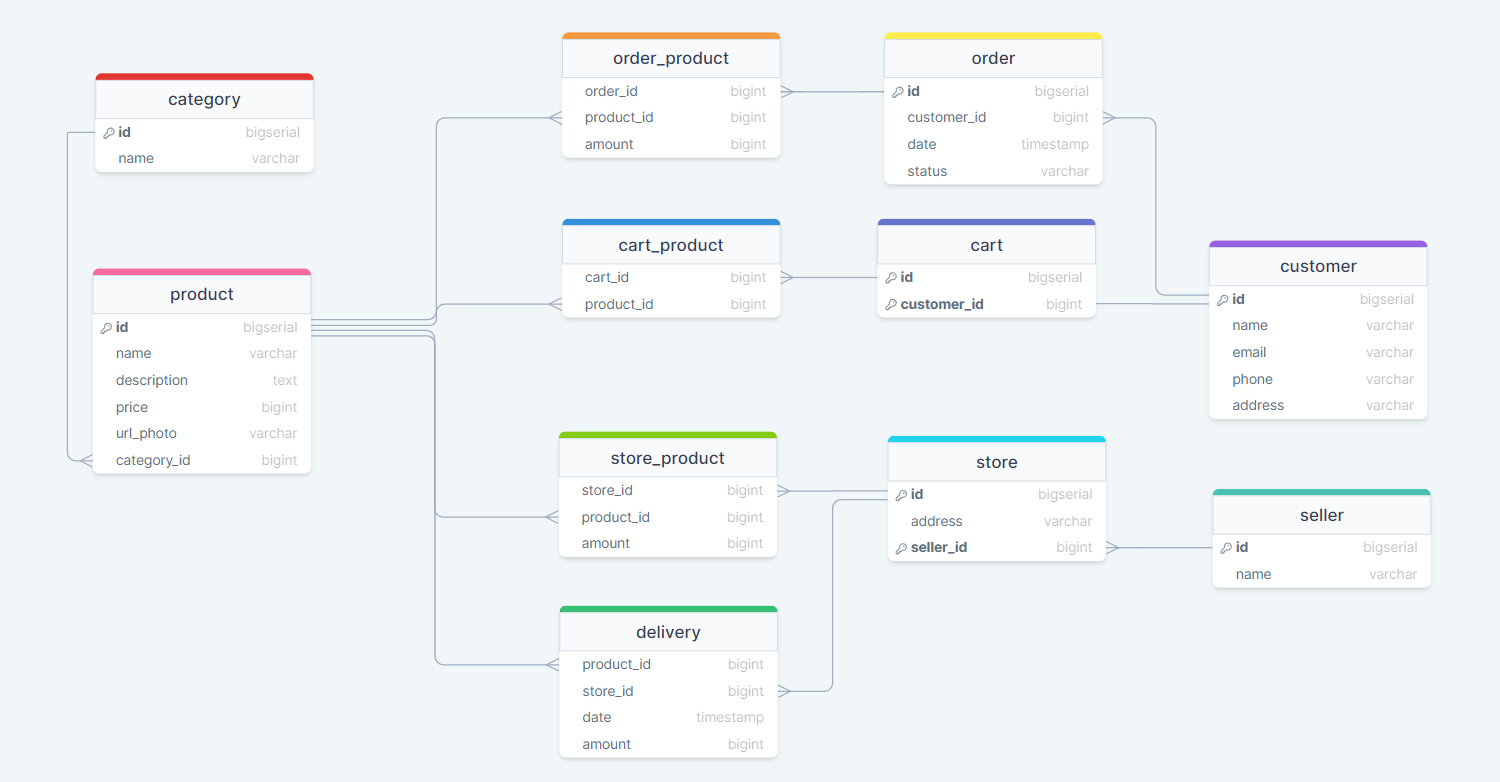 category
id bigserial
name varchar
product
id bigserial
name varchar
description text
price bigint
url_photo varchar
category_id bigint
order_product
order_id bigint
product_id bigint
amount bigint
order
id bigserial
customer_id bigint
date timestamp
status varchar
cart_product
cart_id bigint
product_id bigint
cart
id bigserial
customer_id bigint
customer
id bigserial
name varchar
email varchar
phone varchar
address varchar
store_product
store_id bigint
product_id bigint
amount bigint
store
id bigserial
address varchar
seller_id bigint
seller
id bigserial
name varchar
delivery
product_id bigint
store_id bigint
date timestamp
amount bigint